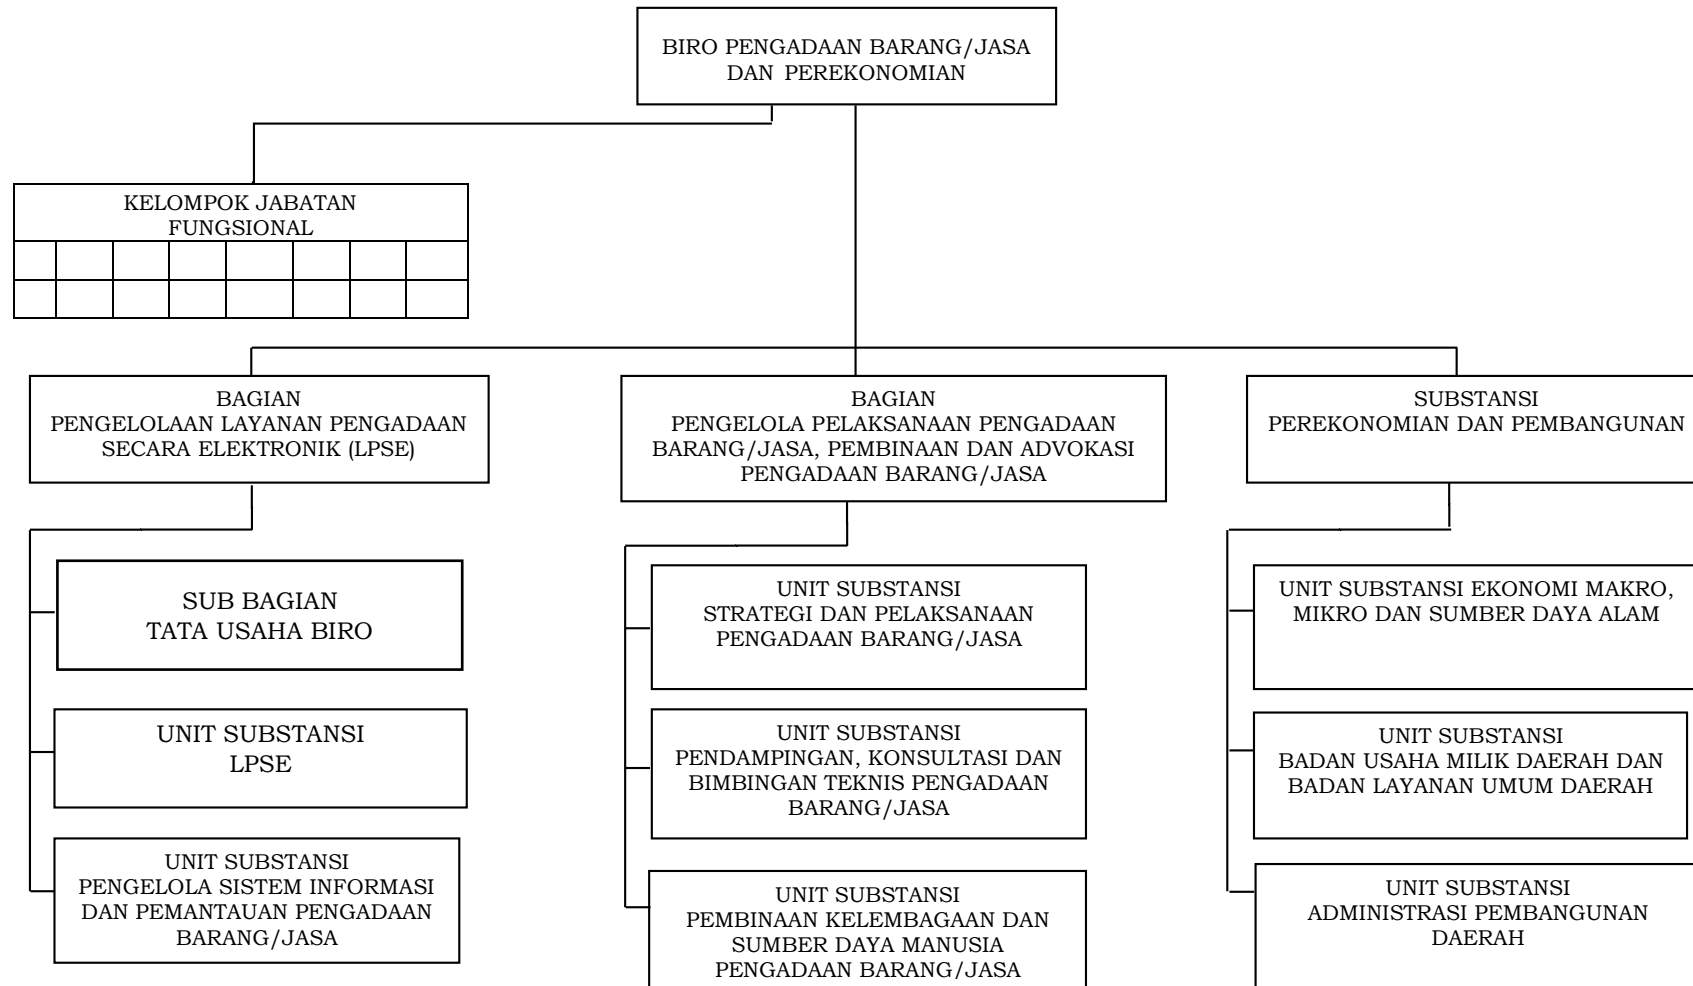 BIRO PENGADAAN BARANG/JASA
DAN PEREKONOMIAN
KELOMPOK JABATAN
FUNGSIONAL
BAGIAN
PENGELOLAAN LAYANAN PENGADAAN
SECARA ELEKTRONIK (LPSE)
SUB BAGIAN
TATA USAHA BIRO
UNIT SUBSTANSI
LPSE
UNIT SUBSTANSI
PENGELOLA SISTEM INFORMASI
DAN PEMANTAUAN PENGADAAN
BARANG/JASA
BAGIAN
PENGELOLA PELAKSANAAN PENGADAAN
BARANG/JASA, PEMBINAAN DAN ADVOKASI
PENGADAAN BARANG/JASA
UNIT SUBSTANSI
STRATEGI DAN PELAKSANAAN
PENGADAAN BARANG/JASA
UNIT SUBSTANSI
PENDAMPINGAN, KONSULTASI DAN
BIMBINGAN TEKNIS PENGADAAN
BARANG/JASA
UNIT SUBSTANSI
PEMBINAAN KELEMBAGAAN DAN
SUMBER DAYA MANUSIA
PENGADAAN BARANG/JASA
SUBSTANSI
PEREKONOMIAN DAN PEMBANGUNAN
UNIT SUBSTANSI EKONOMI MAKRO,
MIKRO DAN SUMBER DAYA ALAM
UNIT SUBSTANSI
BADAN USAHA MILIK DAERAH DAN
BADAN LAYANAN UMUM DAERAH
UNIT SUBSTANSI
ADMINISTRASI PEMBANGUNAN
DAERAH